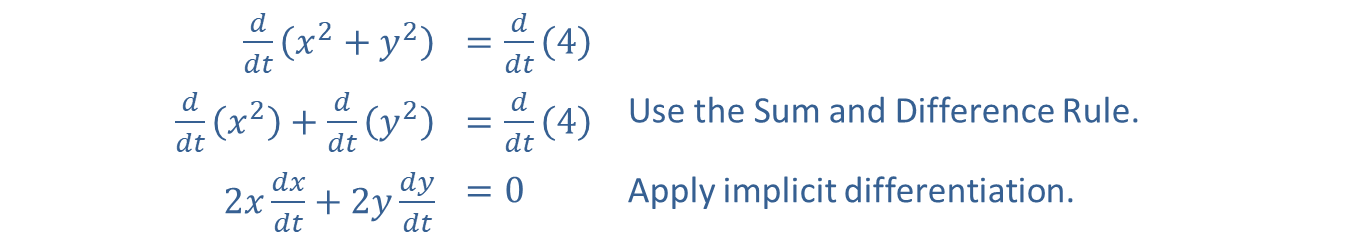 d/dt (x² + y²) = d/dt (4)
d/dt (x²) + d/dt (y²) = d/dt (4) Use the Sum and Difference Rule.
2x dx/dt + 2y dy/dt = 0 Apply implicit differentiation.